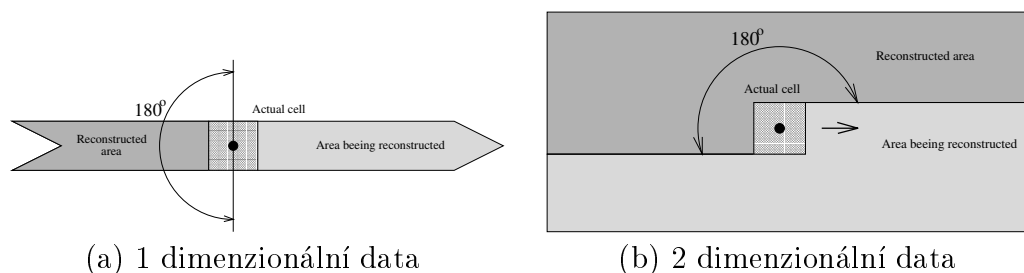 180°
Actual cell
Reconstructed
area
Area beeing reconstructed
(a) 1 dimenzionální data
180°
Reconstructed area
Actual cell
Area beeing reconstructed
(b) 2 dimenzionální data